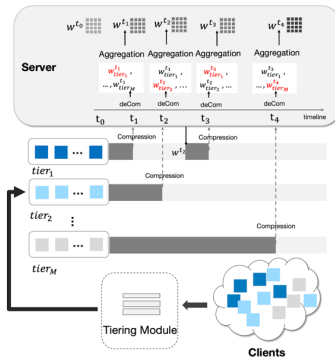 w^{t_0} w^{t_1} w^{t_2} w^{t_3} w^{t_4}
Aggregation Aggregation Aggregation Aggregation
Server
w^{t_1}_{tier_1}, w^{t_1}_{tier_1}, w^{t_3}_{tier_1}, w^{t_3}_{tier_1},
…, w^{t_1}_{tier_M} w^{t_2}_{tier_2}, … w^{t_2}_{tier_2}, … …, w^{t_4}_{tier_M}
deCom deCom deCom deCom
t_0 t_1 t_2 t_3 t_4 timeline
Compression Compression
w^{t_2}
...
tier_1
Compression
...
tier_2
⋮
Compression
...
tier_M
Tiering Module
Clients